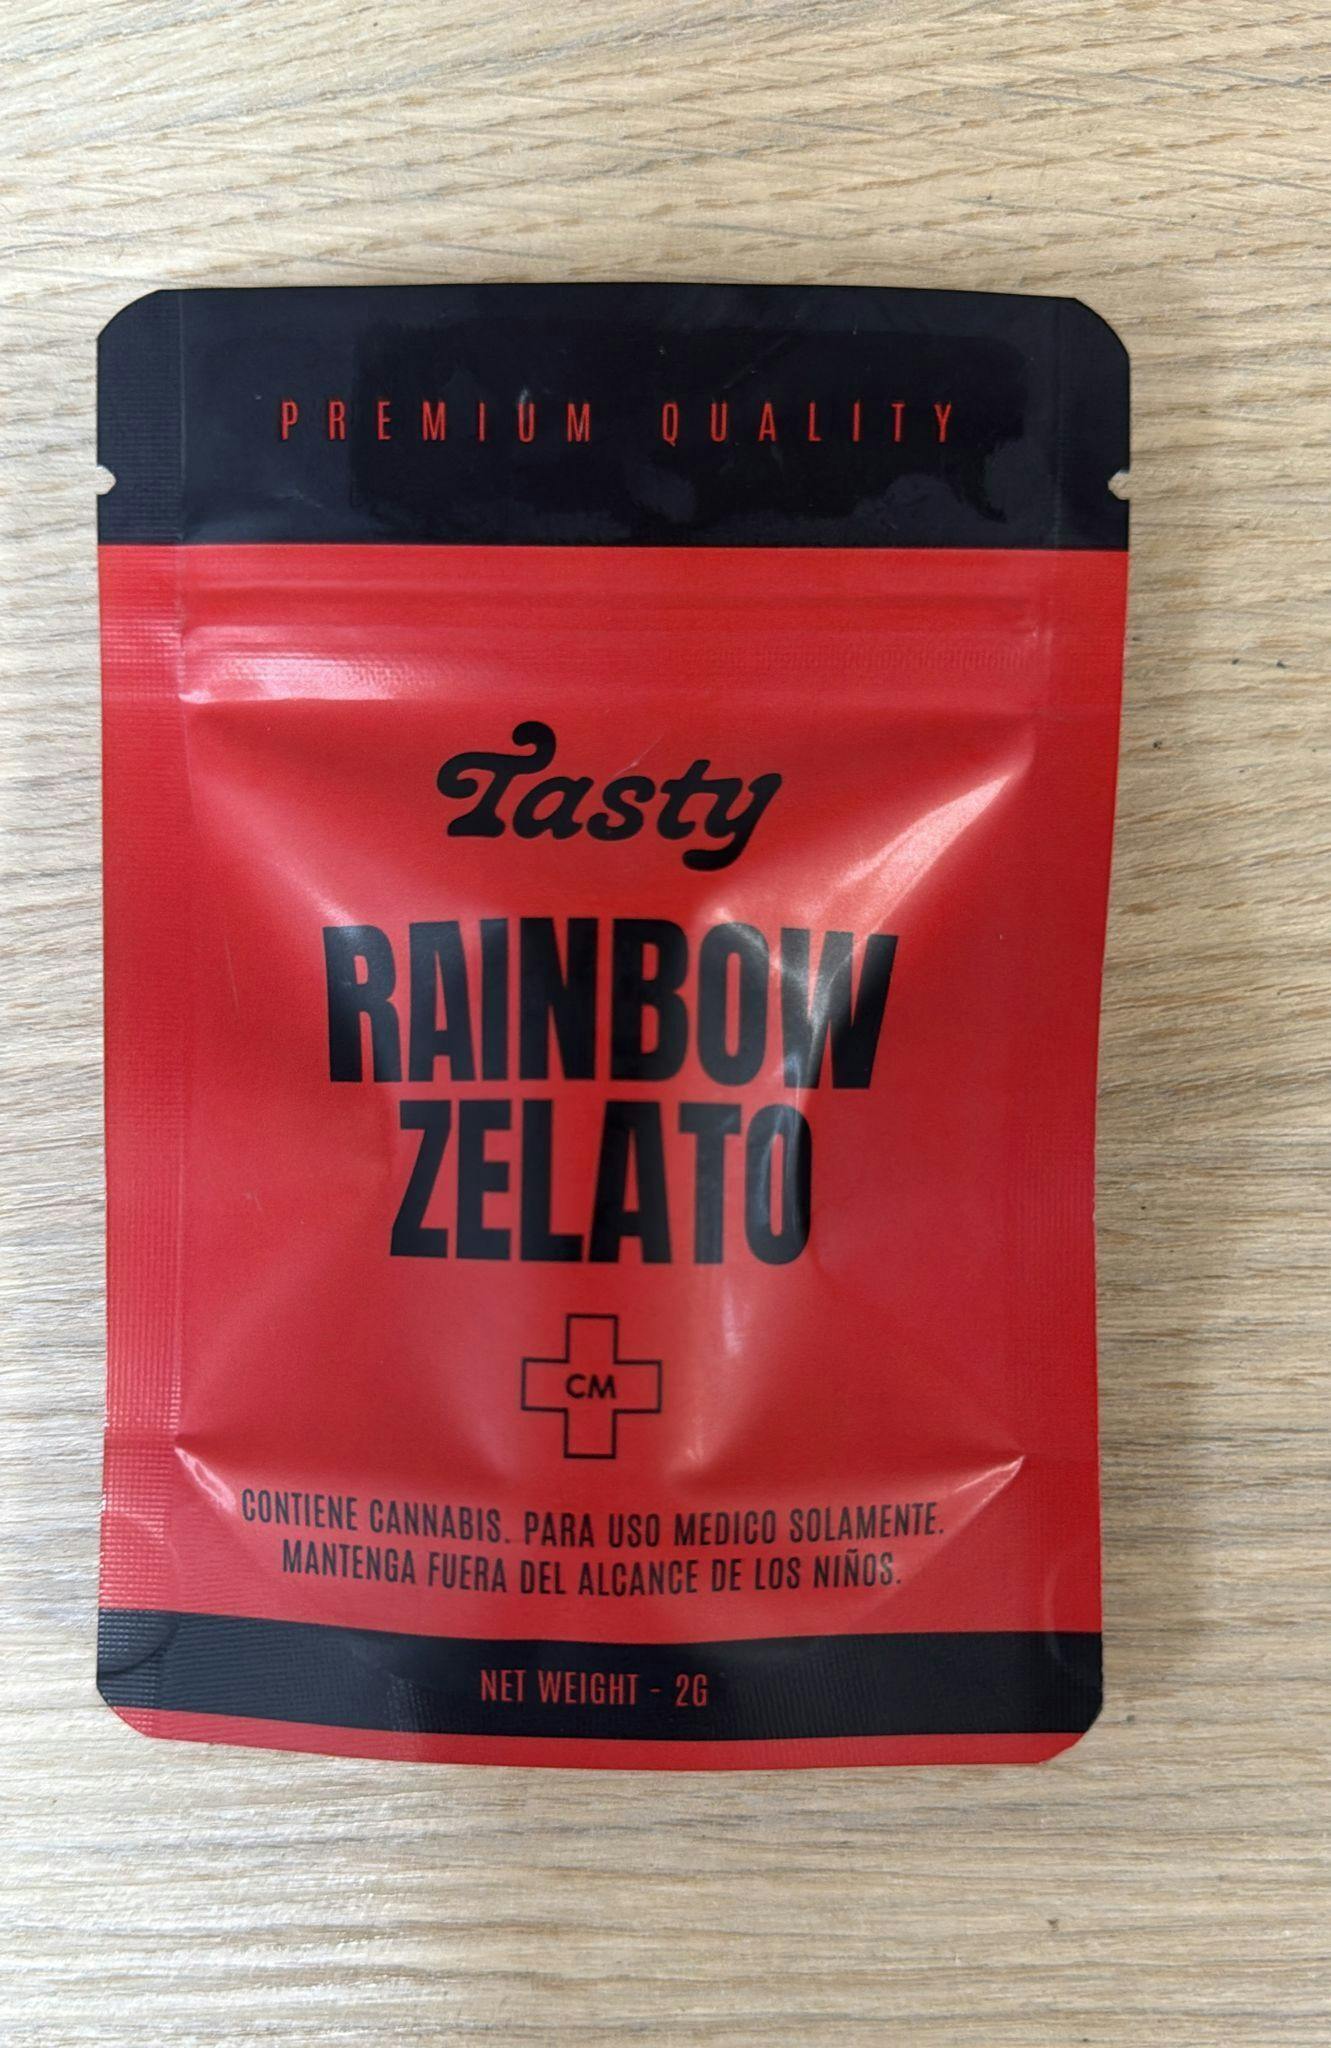 PREMIUM QUALITY
Tasty
RAINBOW
ZELATO
CM
CONTIENE CANNABIS. PARA USO MEDICO SOLAMENTE.
MANTENGA FUERA DEL ALCANCE DE LOS NIÑOS.
NET WEIGHT - 2G